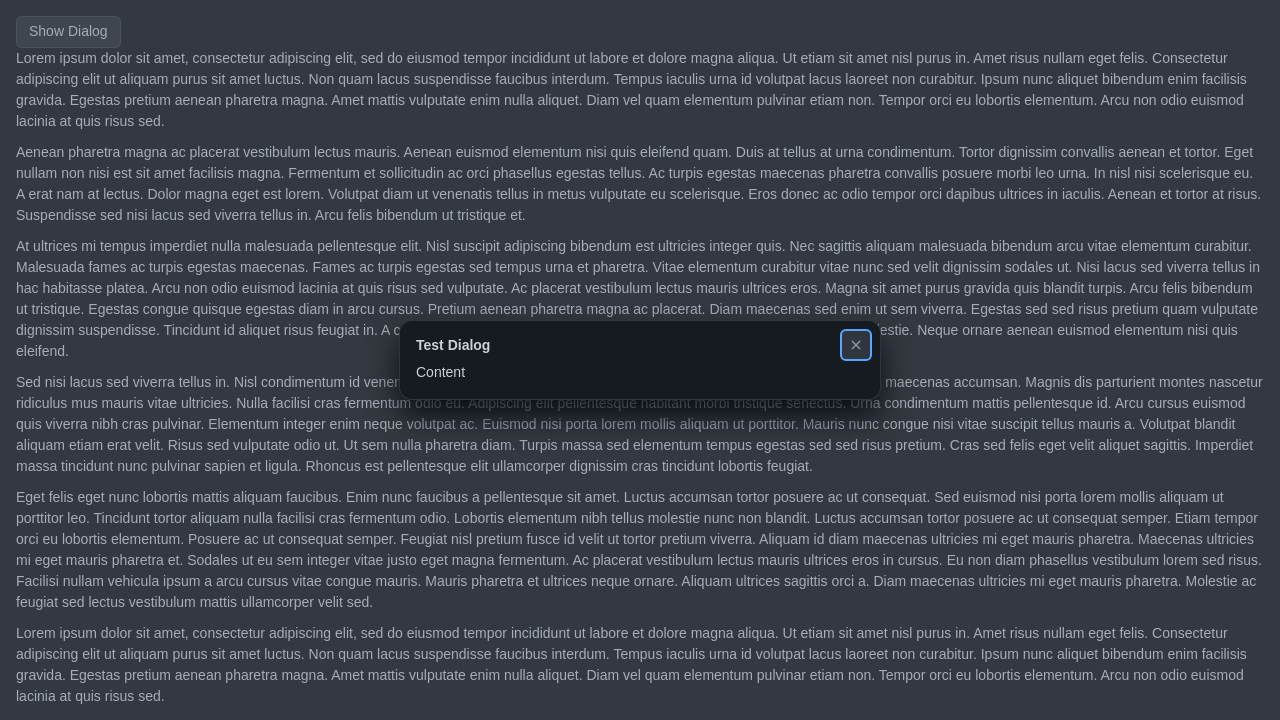 Show Dialog
Lorem ipsum dolor sit amet, consectetur adipiscing elit, sed do eiusmod tempor incididunt ut labore et dolore magna aliqua. Ut etiam sit amet nisl purus in. Amet risus nullam eget felis. Consectetur
adipiscing elit ut aliquam purus sit amet luctus. Non quam lacus suspendisse faucibus interdum. Tempus iaculis urna id volutpat lacus laoreet non curabitur. Ipsum nunc aliquet bibendum enim facilisis
gravida. Egestas pretium aenean pharetra magna. Amet mattis vulputate enim nulla aliquet. Diam vel quam elementum pulvinar etiam non. Tempor orci eu lobortis elementum. Arcu non odio euismod
lacinia at quis risus sed.
Aenean pharetra magna ac placerat vestibulum lectus mauris. Aenean euismod elementum nisi quis eleifend quam. Duis at tellus at urna condimentum. Tortor dignissim convallis aenean et tortor. Eget
nullam non nisi est sit amet facilisis magna. Fermentum et sollicitudin ac orci phasellus egestas tellus. Ac turpis egestas maecenas pharetra convallis posuere morbi leo urna. In nisl nisi scelerisque eu.
A erat nam at lectus. Dolor magna eget est lorem. Volutpat diam ut venenatis tellus in metus vulputate eu scelerisque. Eros donec ac odio tempor orci dapibus ultrices in iaculis. Aenean et tortor at risus.
Suspendisse sed nisi lacus sed viverra tellus in. Arcu felis bibendum ut tristique et.
At ultrices mi tempus imperdiet nulla malesuada pellentesque elit. Nisl suscipit adipiscing bibendum est ultricies integer quis. Nec sagittis aliquam malesuada bibendum arcu vitae elementum curabitur.
Malesuada fames ac turpis egestas maecenas. Fames ac turpis egestas sed tempus urna et pharetra. Vitae elementum curabitur vitae nunc sed velit dignissim sodales ut. Nisi lacus sed viverra tellus in
hac habitasse platea. Arcu non odio euismod lacinia at quis risus sed vulputate. Ac placerat vestibulum lectus mauris ultrices eros. Magna sit amet purus gravida quis blandit turpis. Arcu felis bibendum
ut tristique. Egestas congue quisque egestas diam in arcu cursus. Pretium aenean pharetra magna ac placerat. Diam maecenas sed enim ut sem viverra. Egestas sed sed risus pretium quam vulputate
dignissim suspendisse. Tincidunt id aliquet risus feugiat in. A Neque ornare aenean euismod elementum nisi quis
eleifend.
Test Dialog
Content
Sed nisi lacus sed viverra tellus in. Nisl condimentum id maecenas accumsan. Magnis dis parturient montes nascetur
ridiculus mus mauris vitae ultricies. Nulla facilisi cras fermentum odio eu. Adipiscing elit pellentesque habitant morbi tristique senectus. Urna condimentum mattis pellentesque id. Arcu cursus euismod
quis viverra nibh cras pulvinar. Elementum integer enim neque volutpat ac. Euismod nisi porta lorem mollis aliquam ut porttitor. Mauris nunc congue nisi vitae suscipit tellus mauris a. Volutpat blandit
aliquam etiam erat velit. Risus sed vulputate odio ut. Ut sem nulla pharetra diam. Turpis massa sed elementum tempus egestas sed sed risus pretium. Cras sed felis eget velit aliquet sagittis. Imperdiet
massa tincidunt nunc pulvinar sapien et ligula. Rhoncus est pellentesque elit ullamcorper dignissim cras tincidunt lobortis feugiat.
Eget felis eget nunc lobortis mattis aliquam faucibus. Enim nunc faucibus a pellentesque sit amet. Luctus accumsan tortor posuere ac ut consequat. Sed euismod nisi porta lorem mollis aliquam ut
porttitor leo. Tincidunt tortor aliquam nulla facilisi cras fermentum odio. Lobortis elementum nibh tellus molestie nunc non blandit. Luctus accumsan tortor posuere ac ut consequat semper. Etiam tempor
orci eu lobortis elementum. Posuere ac ut consequat semper. Feugiat nisl pretium fusce id velit ut tortor pretium viverra. Aliquam id diam maecenas ultricies mi eget mauris pharetra. Maecenas ultricies
mi eget mauris pharetra et. Sodales ut eu sem integer vitae justo eget magna fermentum. Ac placerat vestibulum lectus mauris ultrices eros in cursus. Eu non diam phasellus vestibulum lorem sed risus.
Facilisi nullam vehicula ipsum a arcu cursus vitae congue mauris. Mauris pharetra et ultrices neque ornare. Aliquam ultrices sagittis orci a. Diam maecenas ultricies mi eget mauris pharetra. Molestie ac
feugiat sed lectus vestibulum mattis ullamcorper velit sed.
Lorem ipsum dolor sit amet, consectetur adipiscing elit, sed do eiusmod tempor incididunt ut labore et dolore magna aliqua. Ut etiam sit amet nisl purus in. Amet risus nullam eget felis. Consectetur
adipiscing elit ut aliquam purus sit amet luctus. Non quam lacus suspendisse faucibus interdum. Tempus iaculis urna id volutpat lacus laoreet non curabitur. Ipsum nunc aliquet bibendum enim facilisis
gravida. Egestas pretium aenean pharetra magna. Amet mattis vulputate enim nulla aliquet. Diam vel quam elementum pulvinar etiam non. Tempor orci eu lobortis elementum. Arcu non odio euismod
lacinia at quis risus sed.